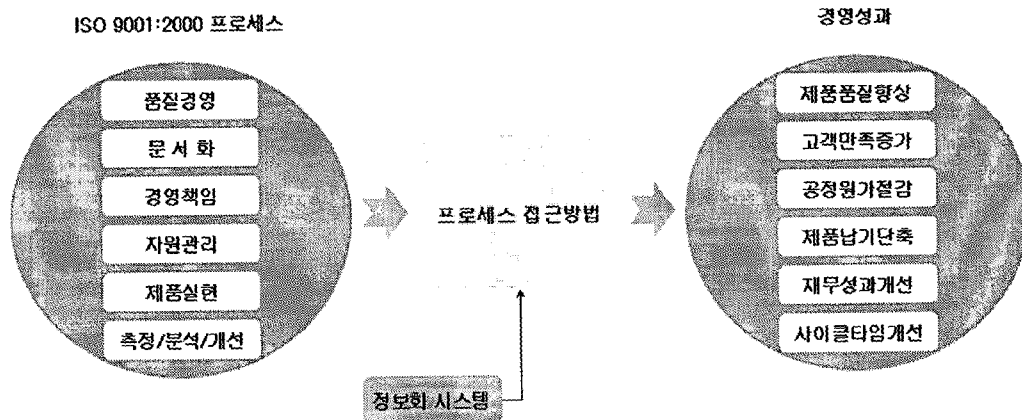 ISO 9001:2000 프로세스
품질경영
문 서 화
경영책임
자원관리
제품실현
측정/분석/개선
프로세스 접근방법
정보화 시스템
경영성과
제품품질향상
고객만족증가
공정원가절감
제품납기단축
재무성과개선
사이클타임개선